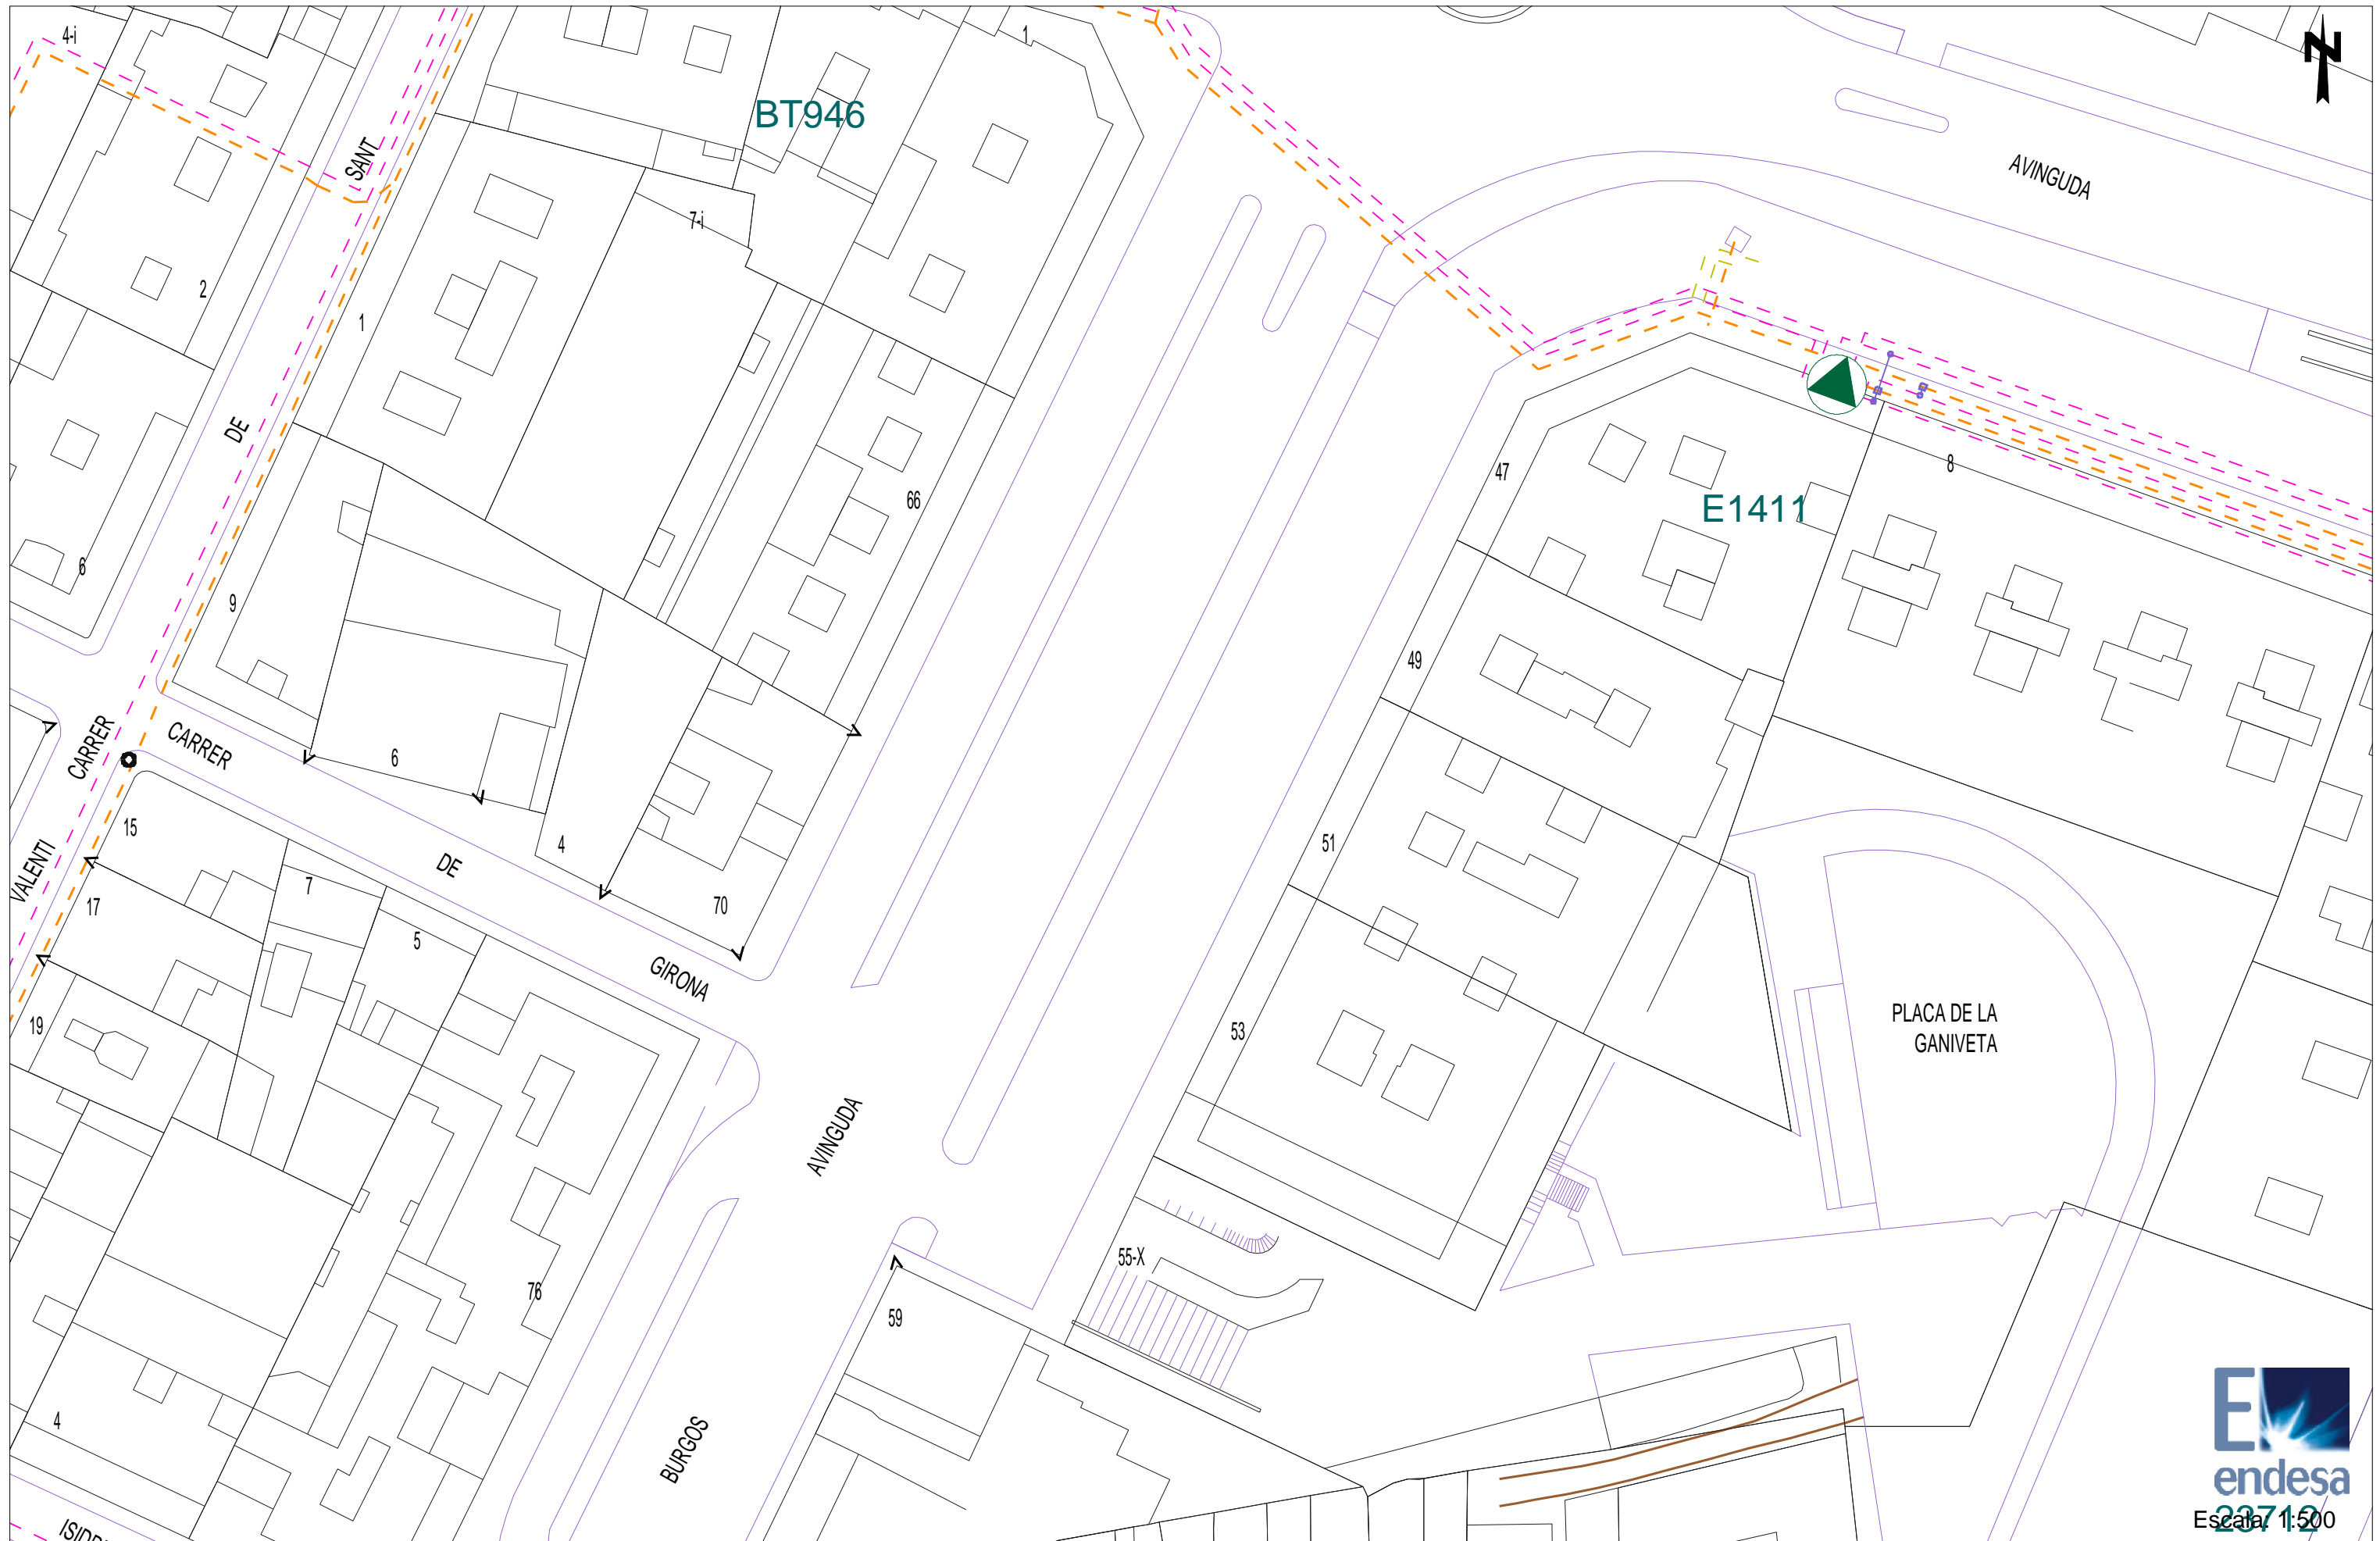 4-i
1
N
BT946
SANT
AVINGUDA
7-i
2
1
DE
8
47
66
E1411
6
9
49
CARRER
CARRER
6
15
4
51
VALENTI
DE
7
17
70
5
GIRONA
PLACA DE LA
GANIVETA
19
53
AVINGUDA
55-X
76
59
4
BURGOS
E
endesa
23712
Escala: 1:500